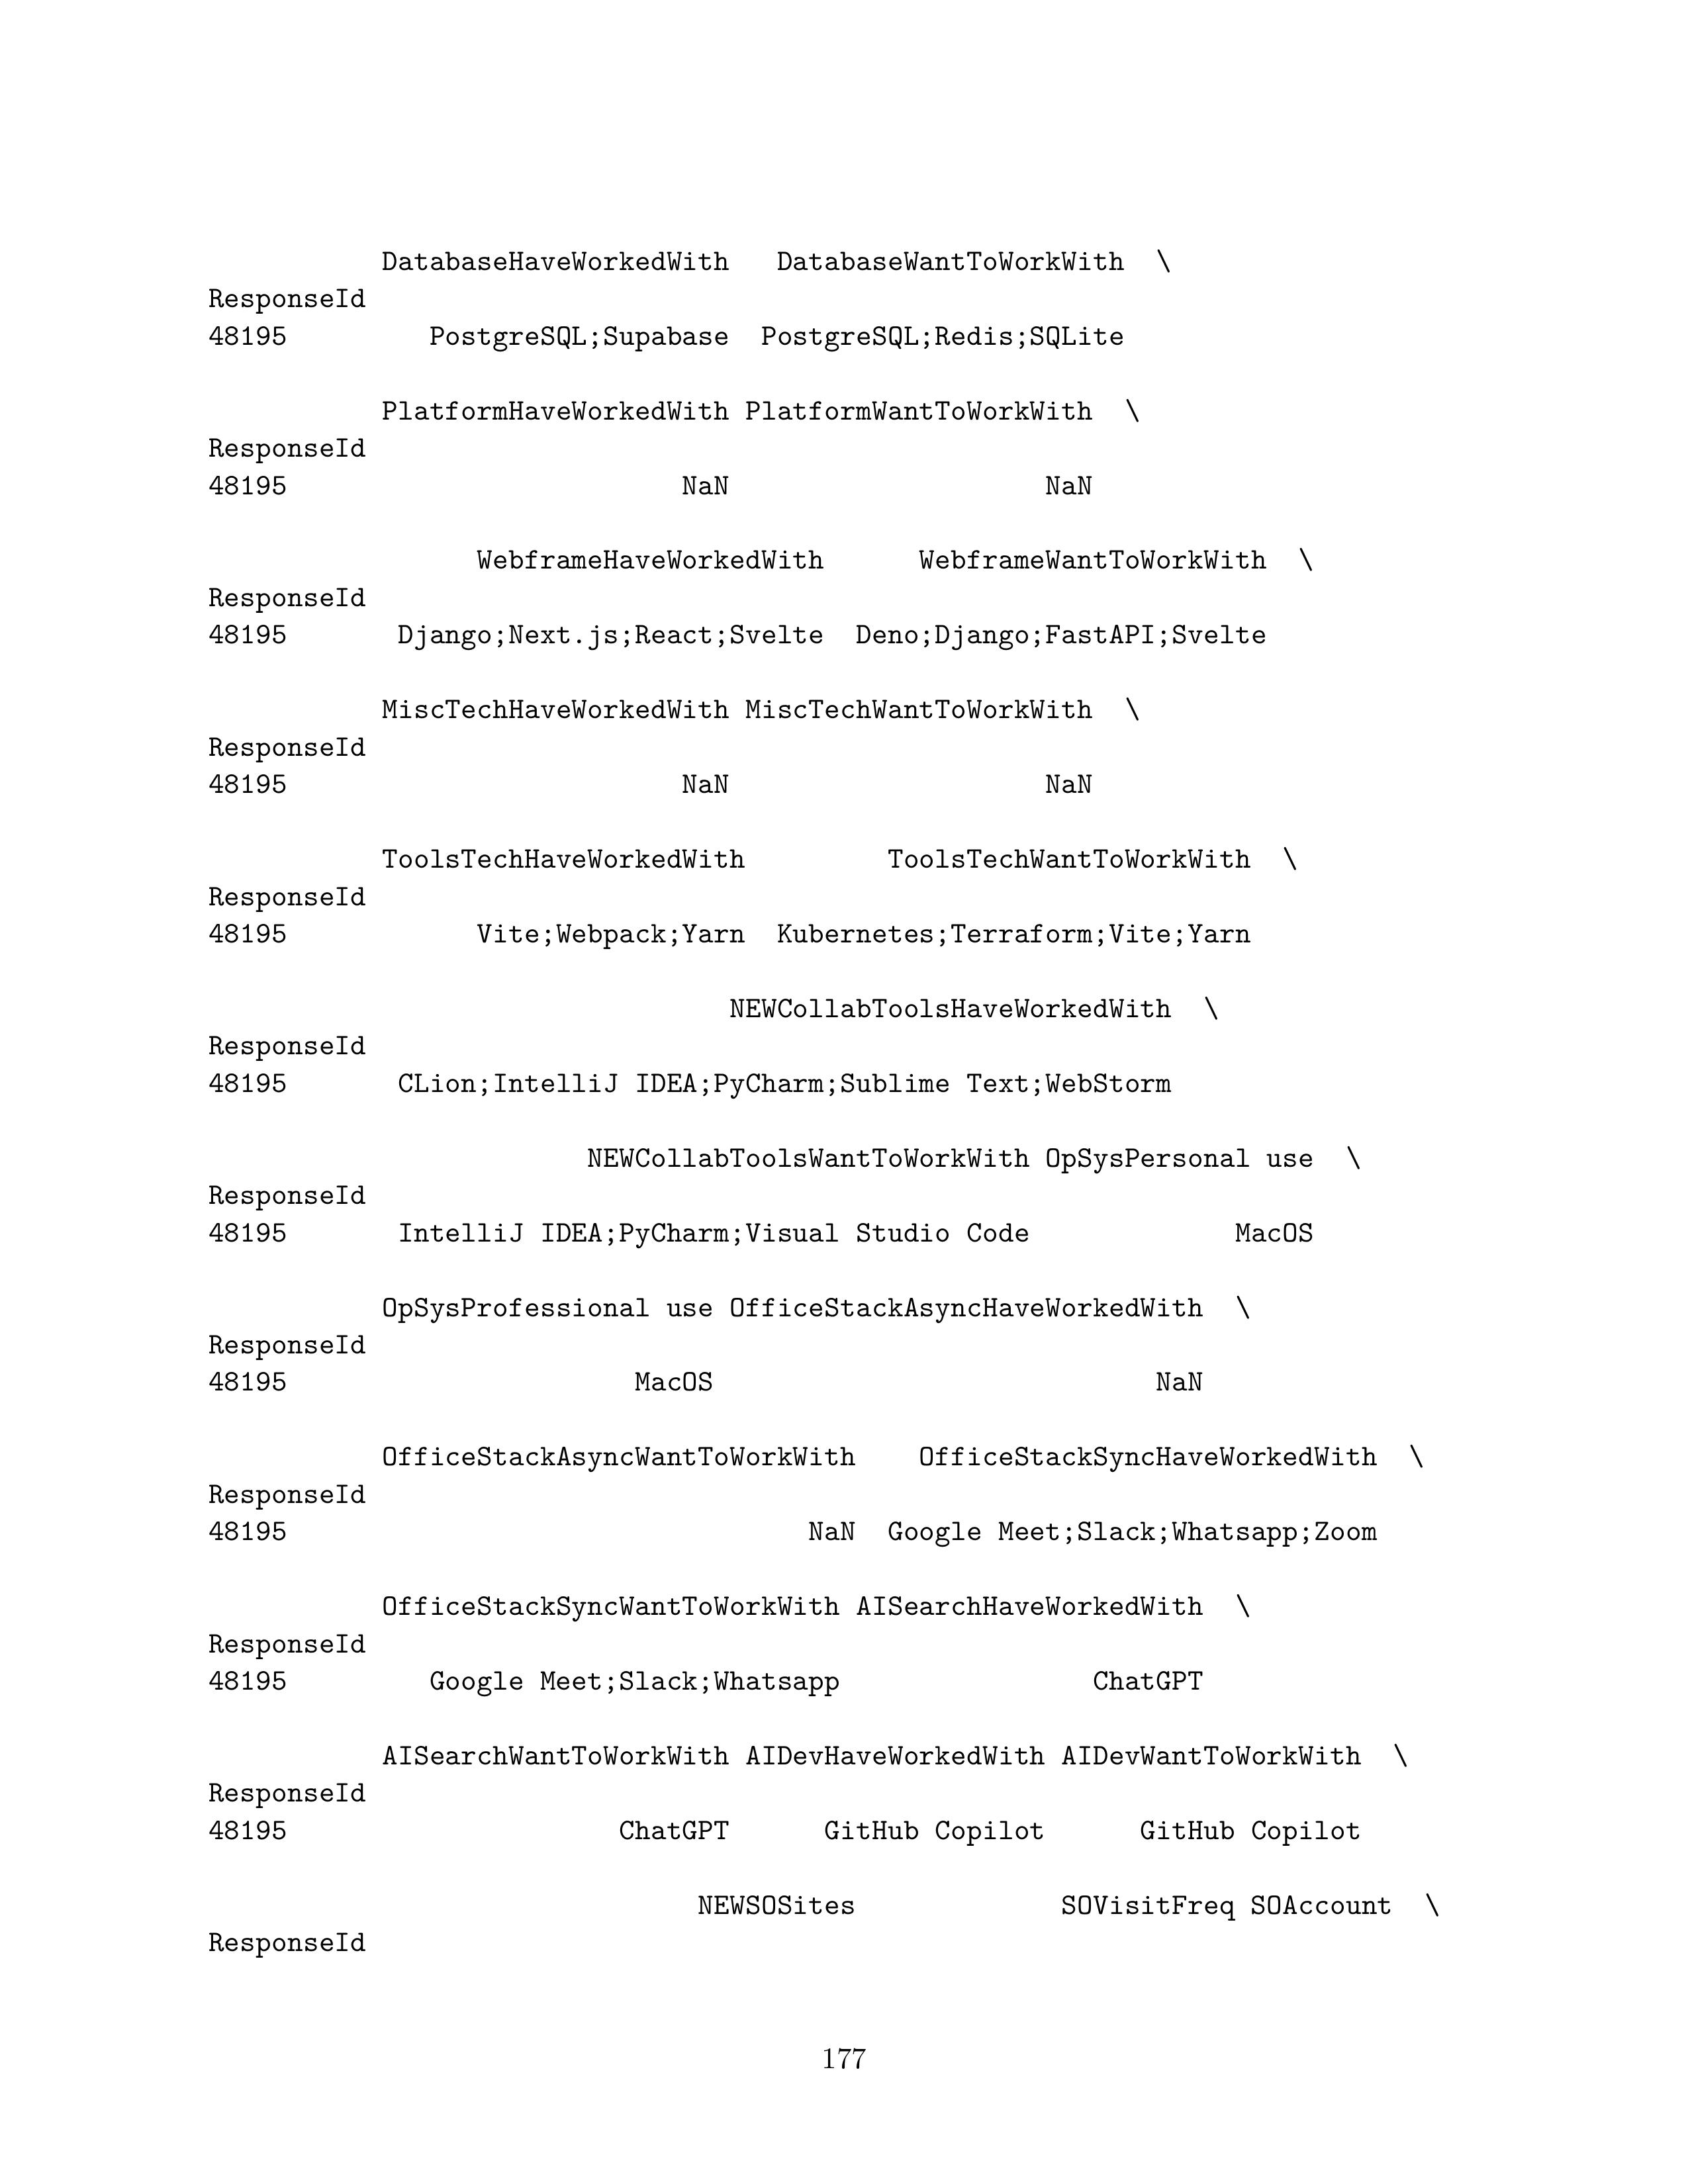 DatabaseHaveWorkedWith   DatabaseWantToWorkWith  \
ResponseId
48195         PostgreSQL;Supabase  PostgreSQL;Redis;SQLite
PlatformHaveWorkedWith PlatformWantToWorkWith  \
ResponseId
48195                         NaN                    NaN
WebframeHaveWorkedWith      WebframeWantToWorkWith  \
ResponseId
48195       Django;Next.js;React;Svelte  Deno;Django;FastAPI;Svelte
MiscTechHaveWorkedWith MiscTechWantToWorkWith  \
ResponseId
48195                         NaN                    NaN
ToolsTechHaveWorkedWith         ToolsTechWantToWorkWith  \
ResponseId
48195            Vite;Webpack;Yarn  Kubernetes;Terraform;Vite;Yarn
NEWCollabToolsHaveWorkedWith  \
ResponseId
48195       CLion;IntelliJ IDEA;PyCharm;Sublime Text;WebStorm
NEWCollabToolsWantToWorkWith OpSysPersonal use  \
ResponseId
48195       IntelliJ IDEA;PyCharm;Visual Studio Code             MacOS
OpSysProfessional use OfficeStackAsyncHaveWorkedWith  \
ResponseId
48195                      MacOS                            NaN
OfficeStackAsyncWantToWorkWith    OfficeStackSyncHaveWorkedWith  \
ResponseId
48195                                 NaN  Google Meet;Slack;Whatsapp;Zoom
OfficeStackSyncWantToWorkWith AISearchHaveWorkedWith  \
ResponseId
48195         Google Meet;Slack;Whatsapp                ChatGPT
AISearchWantToWorkWith AIDevHaveWorkedWith AIDevWantToWorkWith  \
ResponseId
48195                     ChatGPT      GitHub Copilot      GitHub Copilot
NEWSOSites             SOVisitFreq SOAccount  \
ResponseId
177